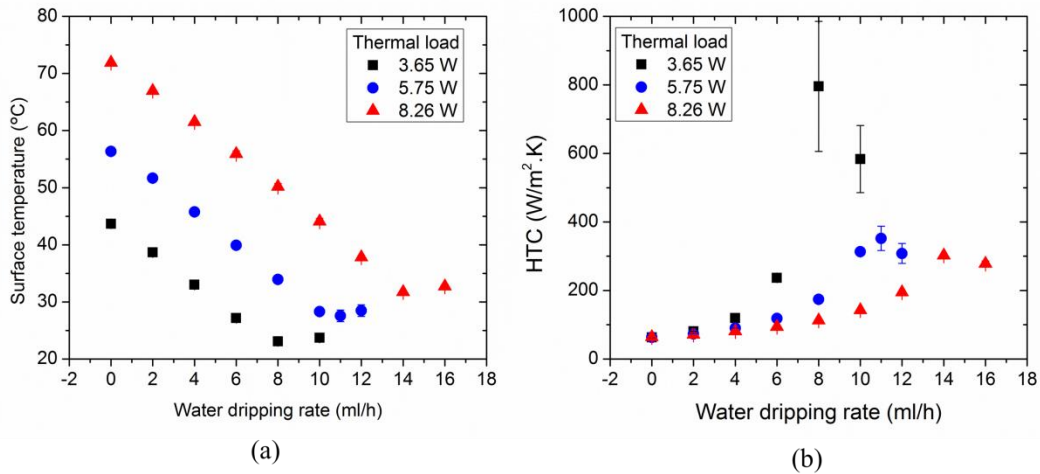 80
70
60
50
40
30
20
Surface temperature (°C)
Thermal load
3.65 W
5.75 W
8.26 W
-2 0 2 4 6 8 10 12 14 16 18
Water dripping rate (ml/h)
(a)
1000
800
600
400
200
0
HTC (W/m².K)
Thermal load
3.65 W
5.75 W
8.26 W
-2 0 2 4 6 8 10 12 14 16 18
Water dripping rate (ml/h)
(b)